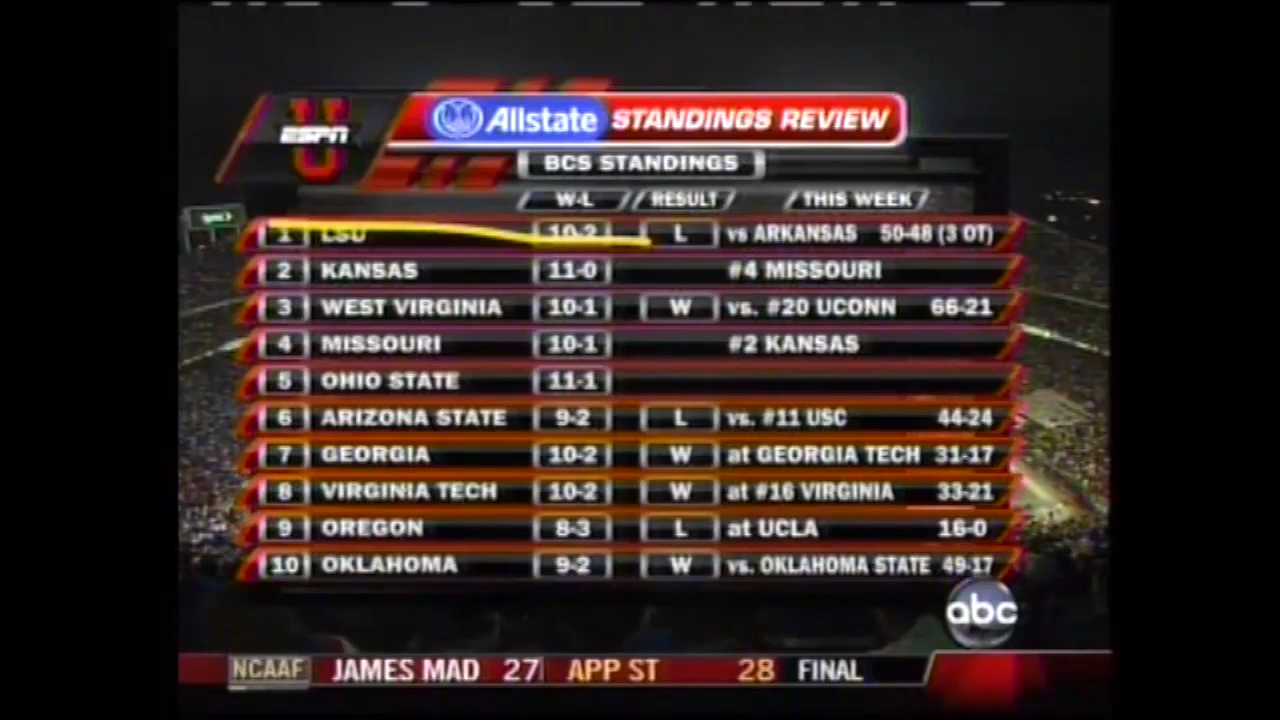 ESPN U
Allstate STANDINGS REVIEW
BCS STANDINGS
W-L RESULT THIS WEEK
1 LSU 10-2 L vs ARKANSAS 50-48 (3 OT)
2 KANSAS 11-0 #4 MISSOURI
3 WEST VIRGINIA 10-1 W vs. #20 UCONN 66-21
4 MISSOURI 10-1 #2 KANSAS
5 OHIO STATE 11-1
6 ARIZONA STATE 9-2 L vs. #11 USC 44-24
7 GEORGIA 10-2 W at GEORGIA TECH 31-17
8 VIRGINIA TECH 10-2 W at #16 VIRGINIA 33-21
9 OREGON 8-3 L at UCLA 16-0
10 OKLAHOMA 9-2 W vs. OKLAHOMA STATE 49-17
abc
NCAAF JAMES MAD 27 APP ST 28 FINAL